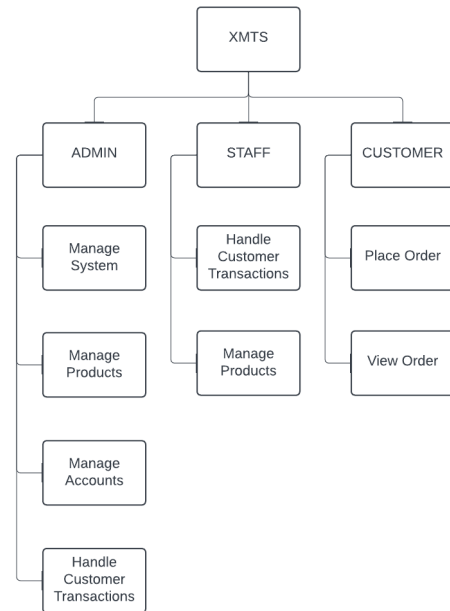 XMTS
ADMIN
STAFF
CUSTOMER
Manage
System
Handle
Customer
Transactions
Place Order
Manage
Products
Manage
Products
View Order
Manage
Accounts
Handle
Customer
Transactions